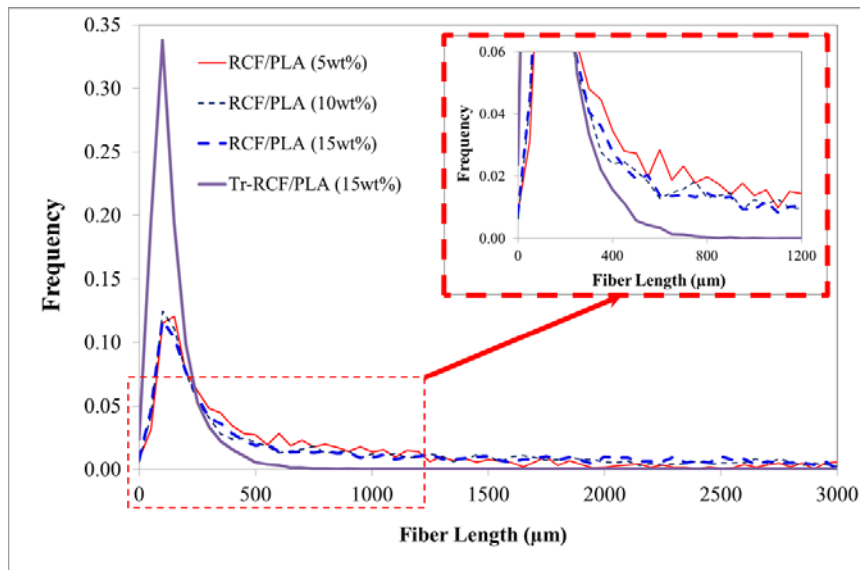 0.35
0.30
0.25
0.20
0.15
0.10
0.05
0.00
Frequency
0
500
1000
1500
2000
2500
3000
Fiber Length (µm)
RCF/PLA (5wt%)
RCF/PLA (10wt%)
RCF/PLA (15wt%)
Tr-RCF/PLA (15wt%)
0.06
0.04
0.02
0.00
Frequency
0
400
800
1200
Fiber Length (µm)